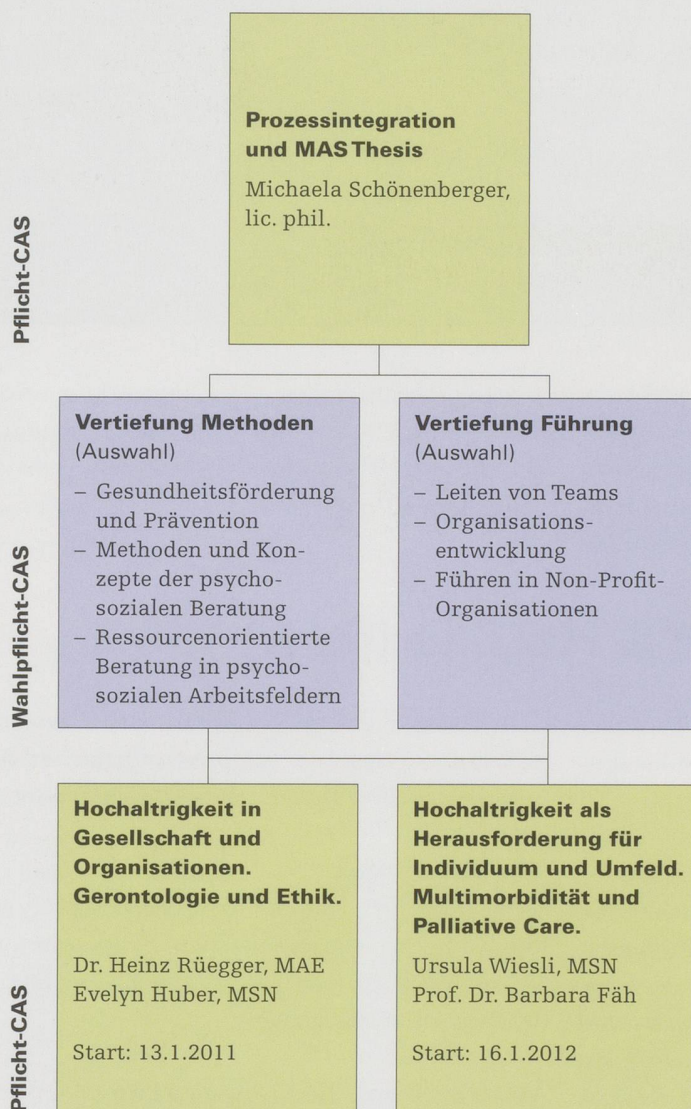 Pflicht-CAS
Prozessintegration
und MAS Thesis
Michaela Schönenberger,
lic. phil.
Wahlpflicht-CAS
Vertiefung Methoden
(Auswahl)
– Gesundheitsförderung
und Prävention
– Methoden und Kon-
zepte der psycho-
sozialen Beratung
– Ressourcenorientierte
Beratung in psycho-
sozialen Arbeitsfeldern
Vertiefung Führung
(Auswahl)
– Leiten von Teams
– Organisations-
entwicklung
– Führen in Non-Profit-
Organisationen
Pflicht-CAS
Hochaltrigkeit in
Gesellschaft und
Organisationen.
Gerontologie und Ethik.
Dr. Heinz Rüegger, MAE
Evelyn Huber, MSN
Start: 13.1.2011
Hochaltrigkeit als
Herausforderung für
Individuum und Umfeld.
Multimorbidität und
Palliative Care.
Ursula Wiesli, MSN
Prof. Dr. Barbara Fäh
Start: 16.1.2012